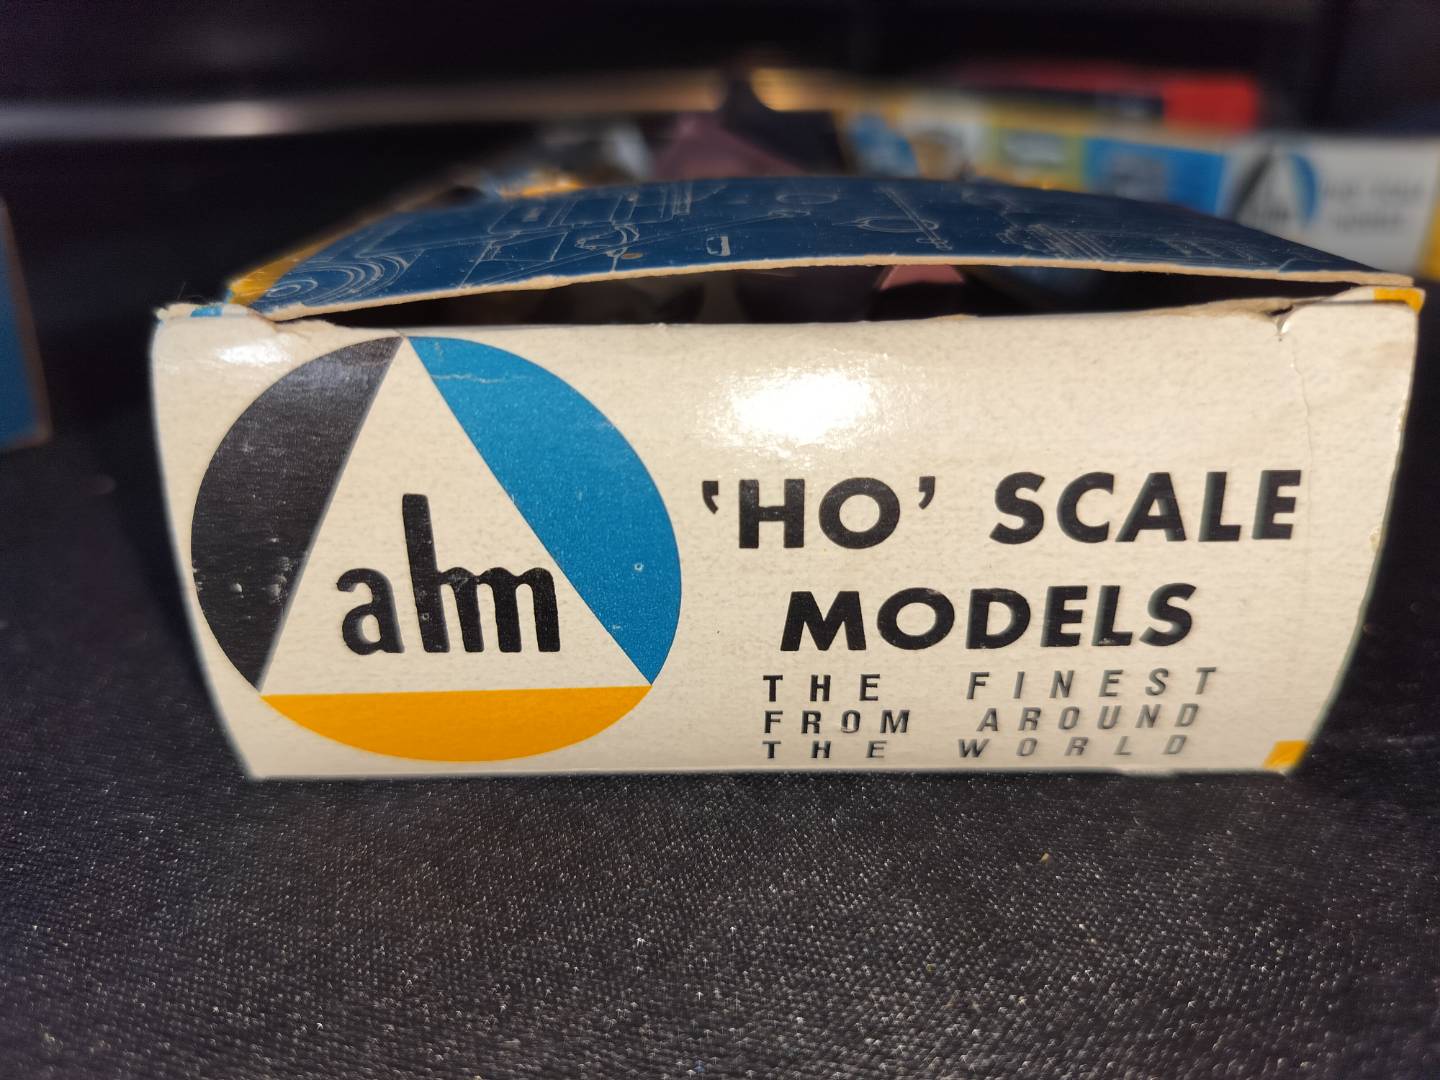 ahm
'HO' SCALE
MODELS
THE FINEST
FROM AROUND
THE WORLD